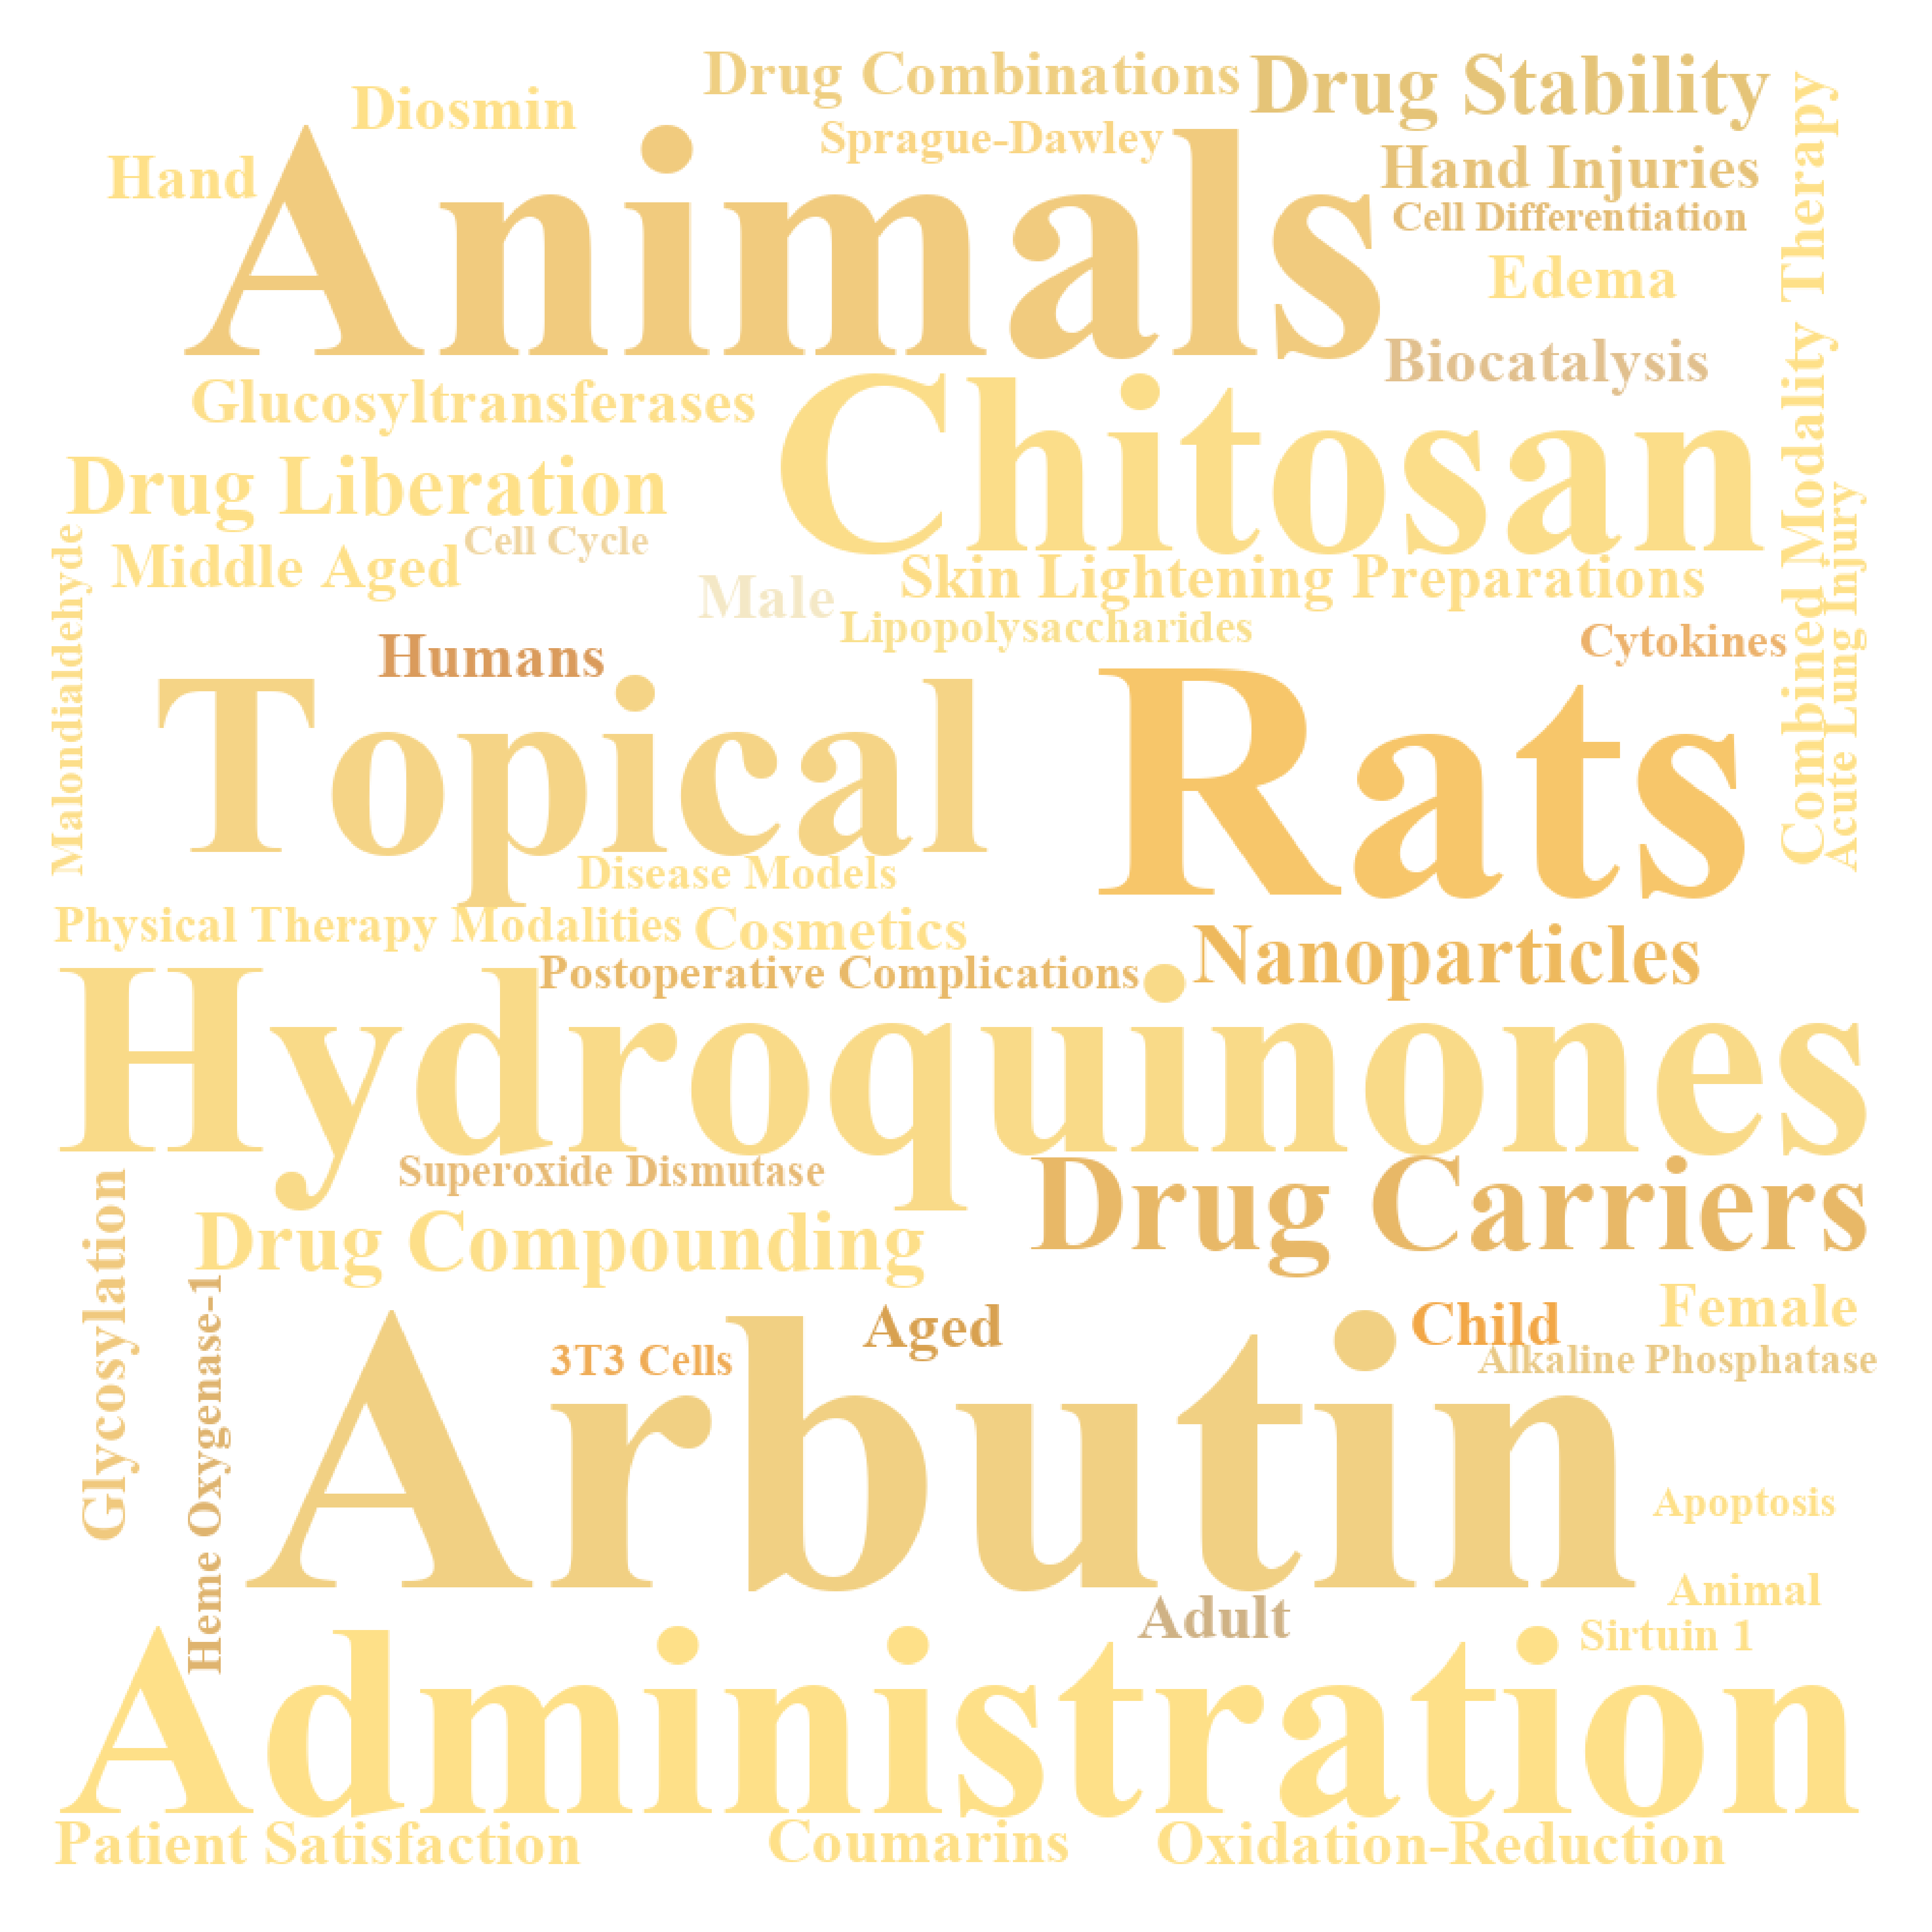 Drug Combinations
Drug Stability
Diosmin
Sprague-Dawley
Hand
Animals
Hand Injuries
Cell Differentiation
Edema
Combined Modality Therapy
Biocatalysis
Glucosyltransferases
Chitosan
Drug Liberation
Cell Cycle
Middle Aged
Male
Skin Lightening Preparations
Lipopolysaccharides
Acute Lung Injury
Malondialdehyde
Humans
Cytokines
Topical
Rats
Disease Models
Physical Therapy Modalities
Cosmetics
Nanoparticles
Postoperative Complications
Hydroquinones
Superoxide Dismutase
Drug Carriers
Drug Compounding
Glycosylation
Heme Oxygenase-1
Aged
Child
Female
3T3 Cells
Alkaline Phosphatase
Arbutin
Apoptosis
Animal
Adult
Sirtuin 1
Administration
Patient Satisfaction
Coumarins
Oxidation-Reduction